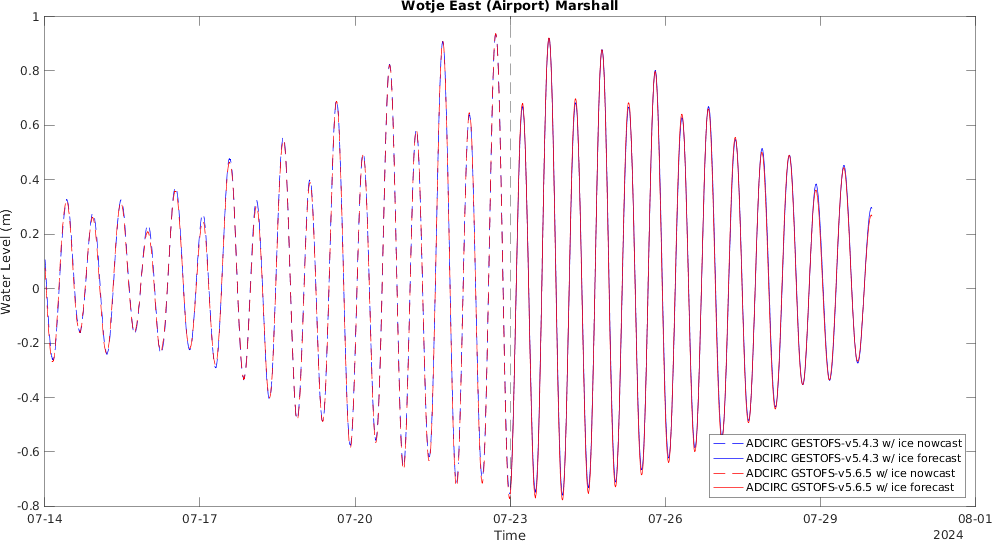 Wotje East (Airport) Marshall
1
0.8
0.6
0.4
0.2
0
-0.2
-0.4
-0.6
-0.8
Water Level (m)
07-14
07-17
07-20
07-23
07-26
07-29
08-01
Time
2024
ADCIRC GESTOFS-v5.4.3 w/ ice nowcast
ADCIRC GESTOFS-v5.4.3 w/ ice forecast
ADCIRC GSTOFS-v5.6.5 w/ ice nowcast
ADCIRC GSTOFS-v5.6.5 w/ ice forecast